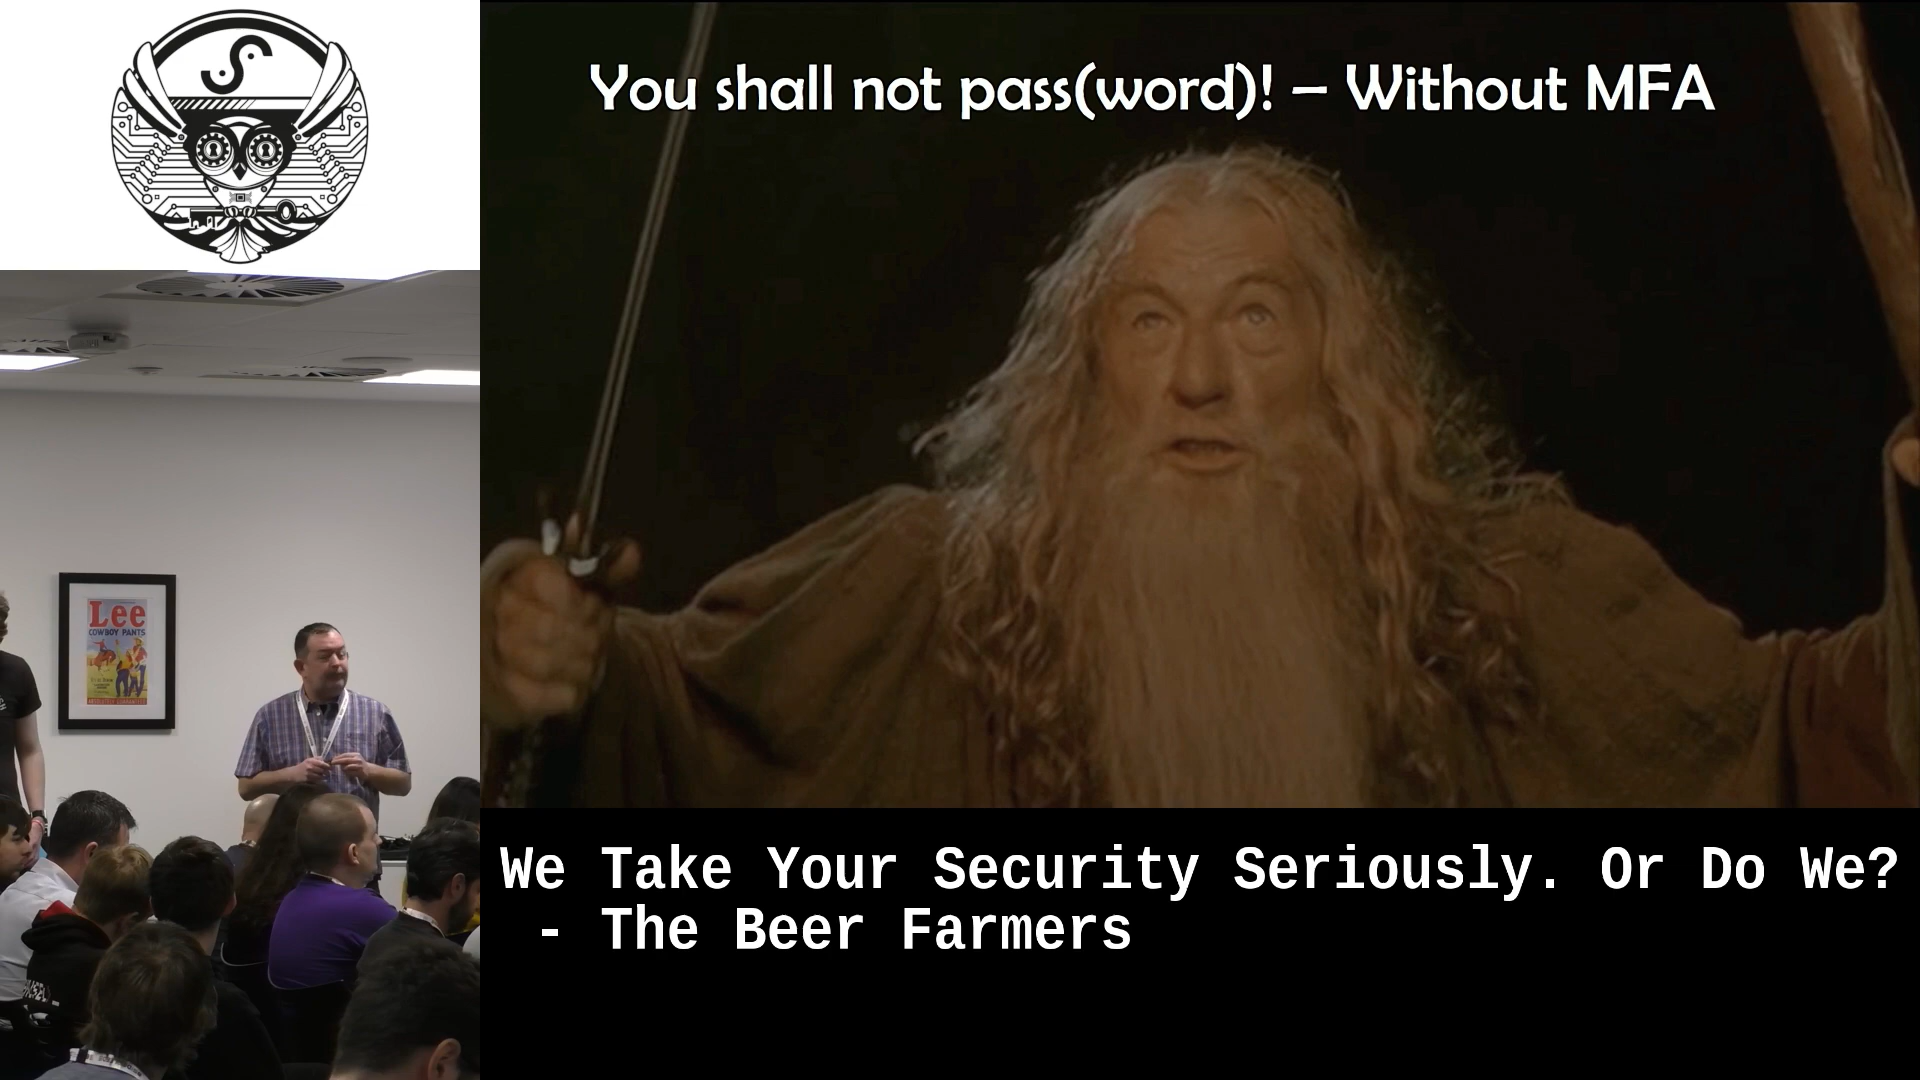 You shall not pass(word)! – Without MFA
Lee
COWBOY PANTS
We Take Your Security Seriously. Or Do We?
- The Beer Farmers